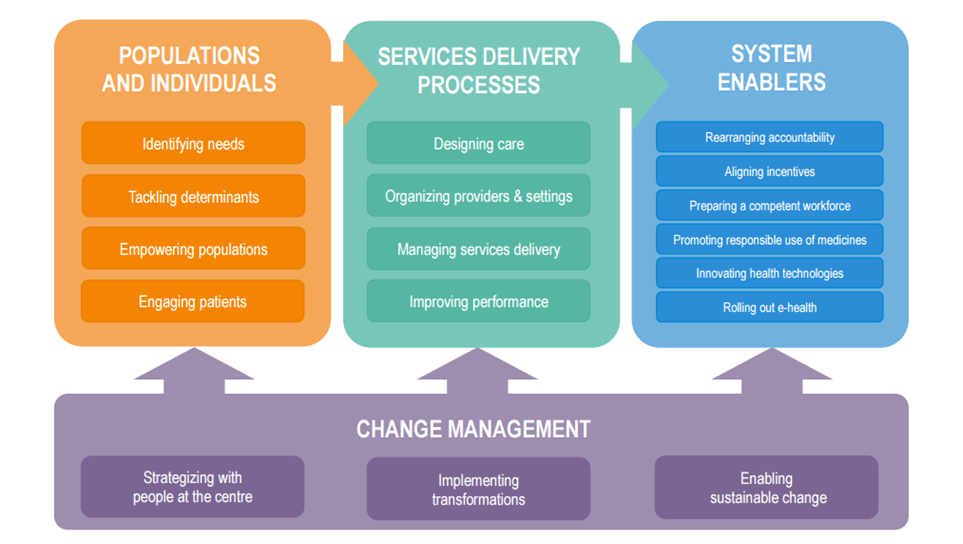 POPULATIONS
AND INDIVIDUALS
Identifying needs
Tackling determinants
Empowering populations
Engaging patients
SERVICES DELIVERY
PROCESSES
Designing care
Organizing providers & settings
Managing services delivery
Improving performance
SYSTEM
ENABLERS
Rearranging accountability
Aligning incentives
Preparing a competent workforce
Promoting responsible use of medicines
Innovating health technologies
Rolling out e-health
CHANGE MANAGEMENT
Strategizing with
people at the centre
Implementing
transformations
Enabling
sustainable change